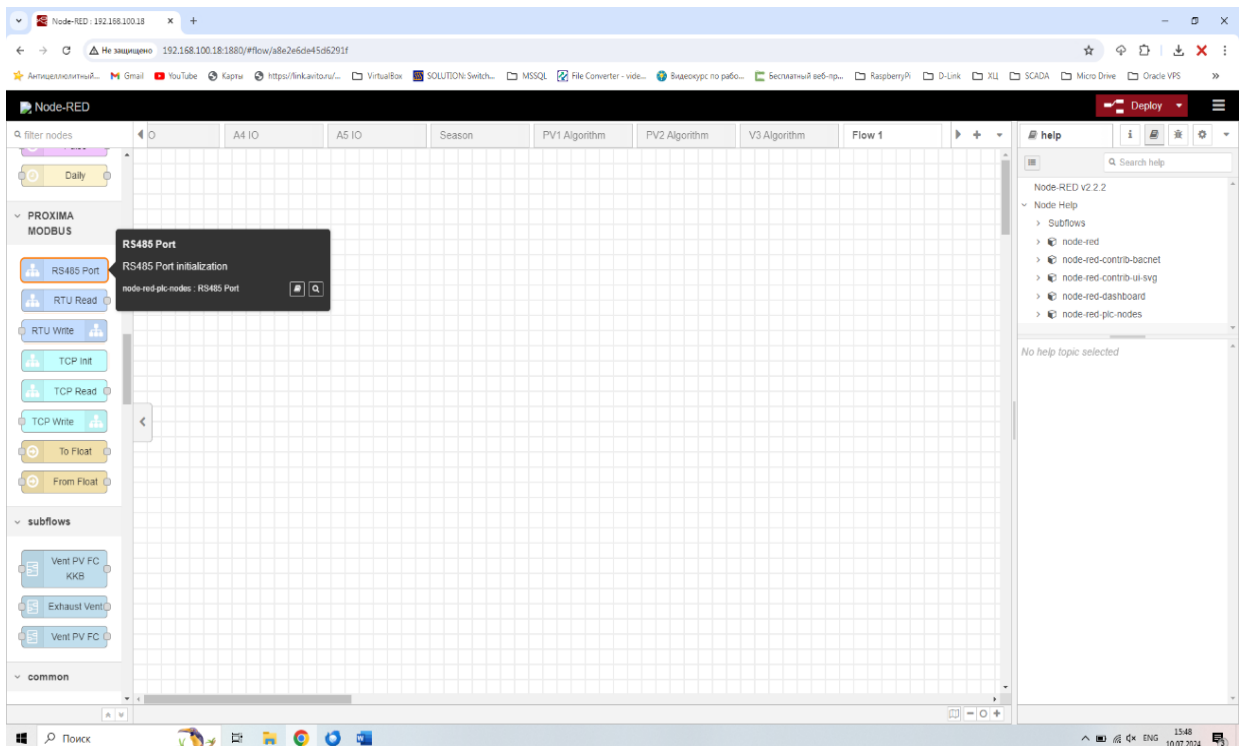 Node-RED : 192.168.100.18
Не защищено 192.168.100.18:1880/#flow/a8e2e6de45d6291f
Антицеллюлитный... Gmail YouTube Карты https://link.avito.ru/... VirtualBox SOLUTION: Switch... MSSQL File Converter - vide... Видеокурс по рабо... Бесплатный веб-пр... RaspberryPi D-Link ХЦ SCADA Micro Drive Oracle VPS »
Node-RED Deploy
filter nodes O A4 IO A5 IO Season PV1 Algorithm PV2 Algorithm V3 Algorithm Flow 1 help
Search help
Daily
Node-RED v2.2.2
Node Help
PROXIMA
MODBUS
Subflows
RS485 Port
node-red
RS485 Port RS485 Port initialization
node-red-contrib-bacnet
node-red-contrib-ui-svg
node-red-plc-nodes : RS485 Port
RTU Read
node-red-dashboard
node-red-plc-nodes
RTU Write
No help topic selected
TCP Init
TCP Read
TCP Write
To Float
From Float
subflows
Vent PV FC
KKB
Exhaust Vent
Vent PV FC
common
Поиск ENG 15:48
10.07.2024